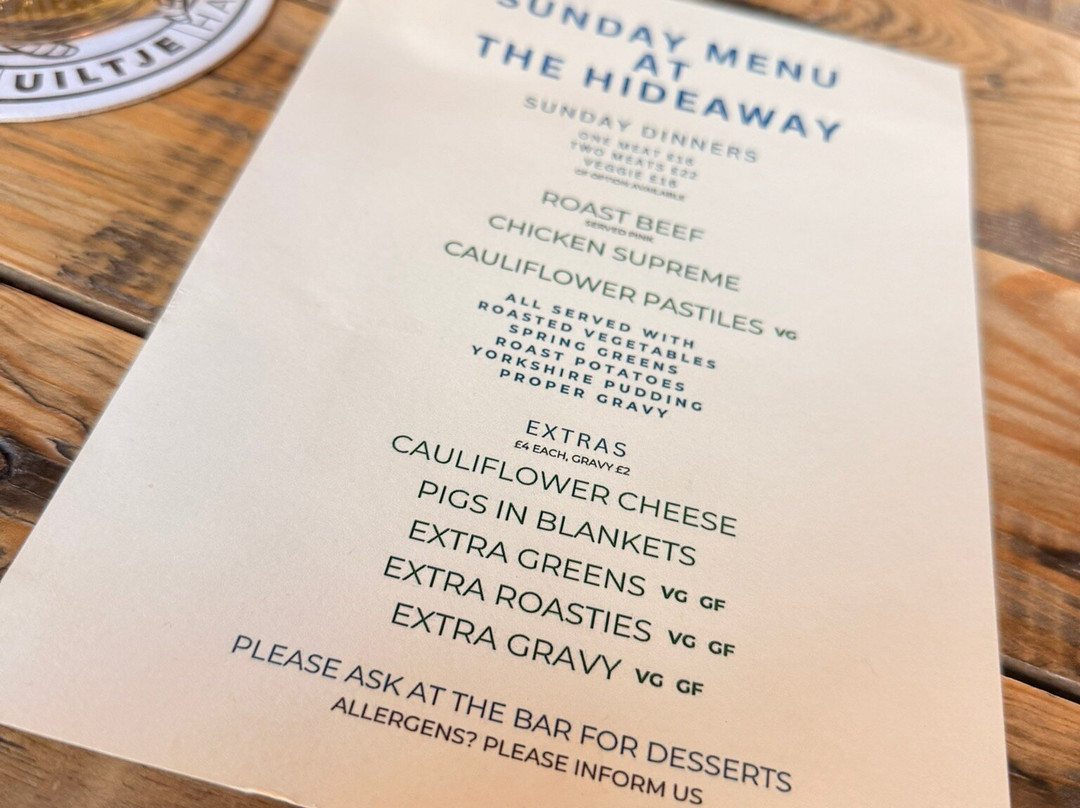 UILTJE HA
SUNDAY MENU
AT
THE HIDEAWAY
SUNDAY DINNERS
ONE MEAT £18
TWO MEATS £22
VEGGIE £16
GF OPTION AVAILABLE
ROAST BEEF
SERVED PINK
CHICKEN SUPREME
CAULIFLOWER PASTILES VG
ALL SERVED WITH
ROASTED VEGETABLES
SPRING GREENS
ROAST POTATOES
YORKSHIRE PUDDING
PROPER GRAVY
EXTRAS
£4 EACH, GRAVY £2
CAULIFLOWER CHEESE
PIGS IN BLANKETS
EXTRA GREENS VG GF
EXTRA ROASTIES VG GF
EXTRA GRAVY VG GF
PLEASE ASK AT THE BAR FOR DESSERTS
ALLERGENS? PLEASE INFORM US